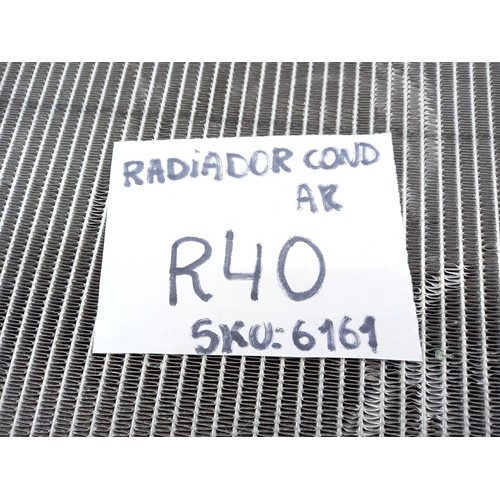 RADiADOR COND
AR
R40
SKU: 6161